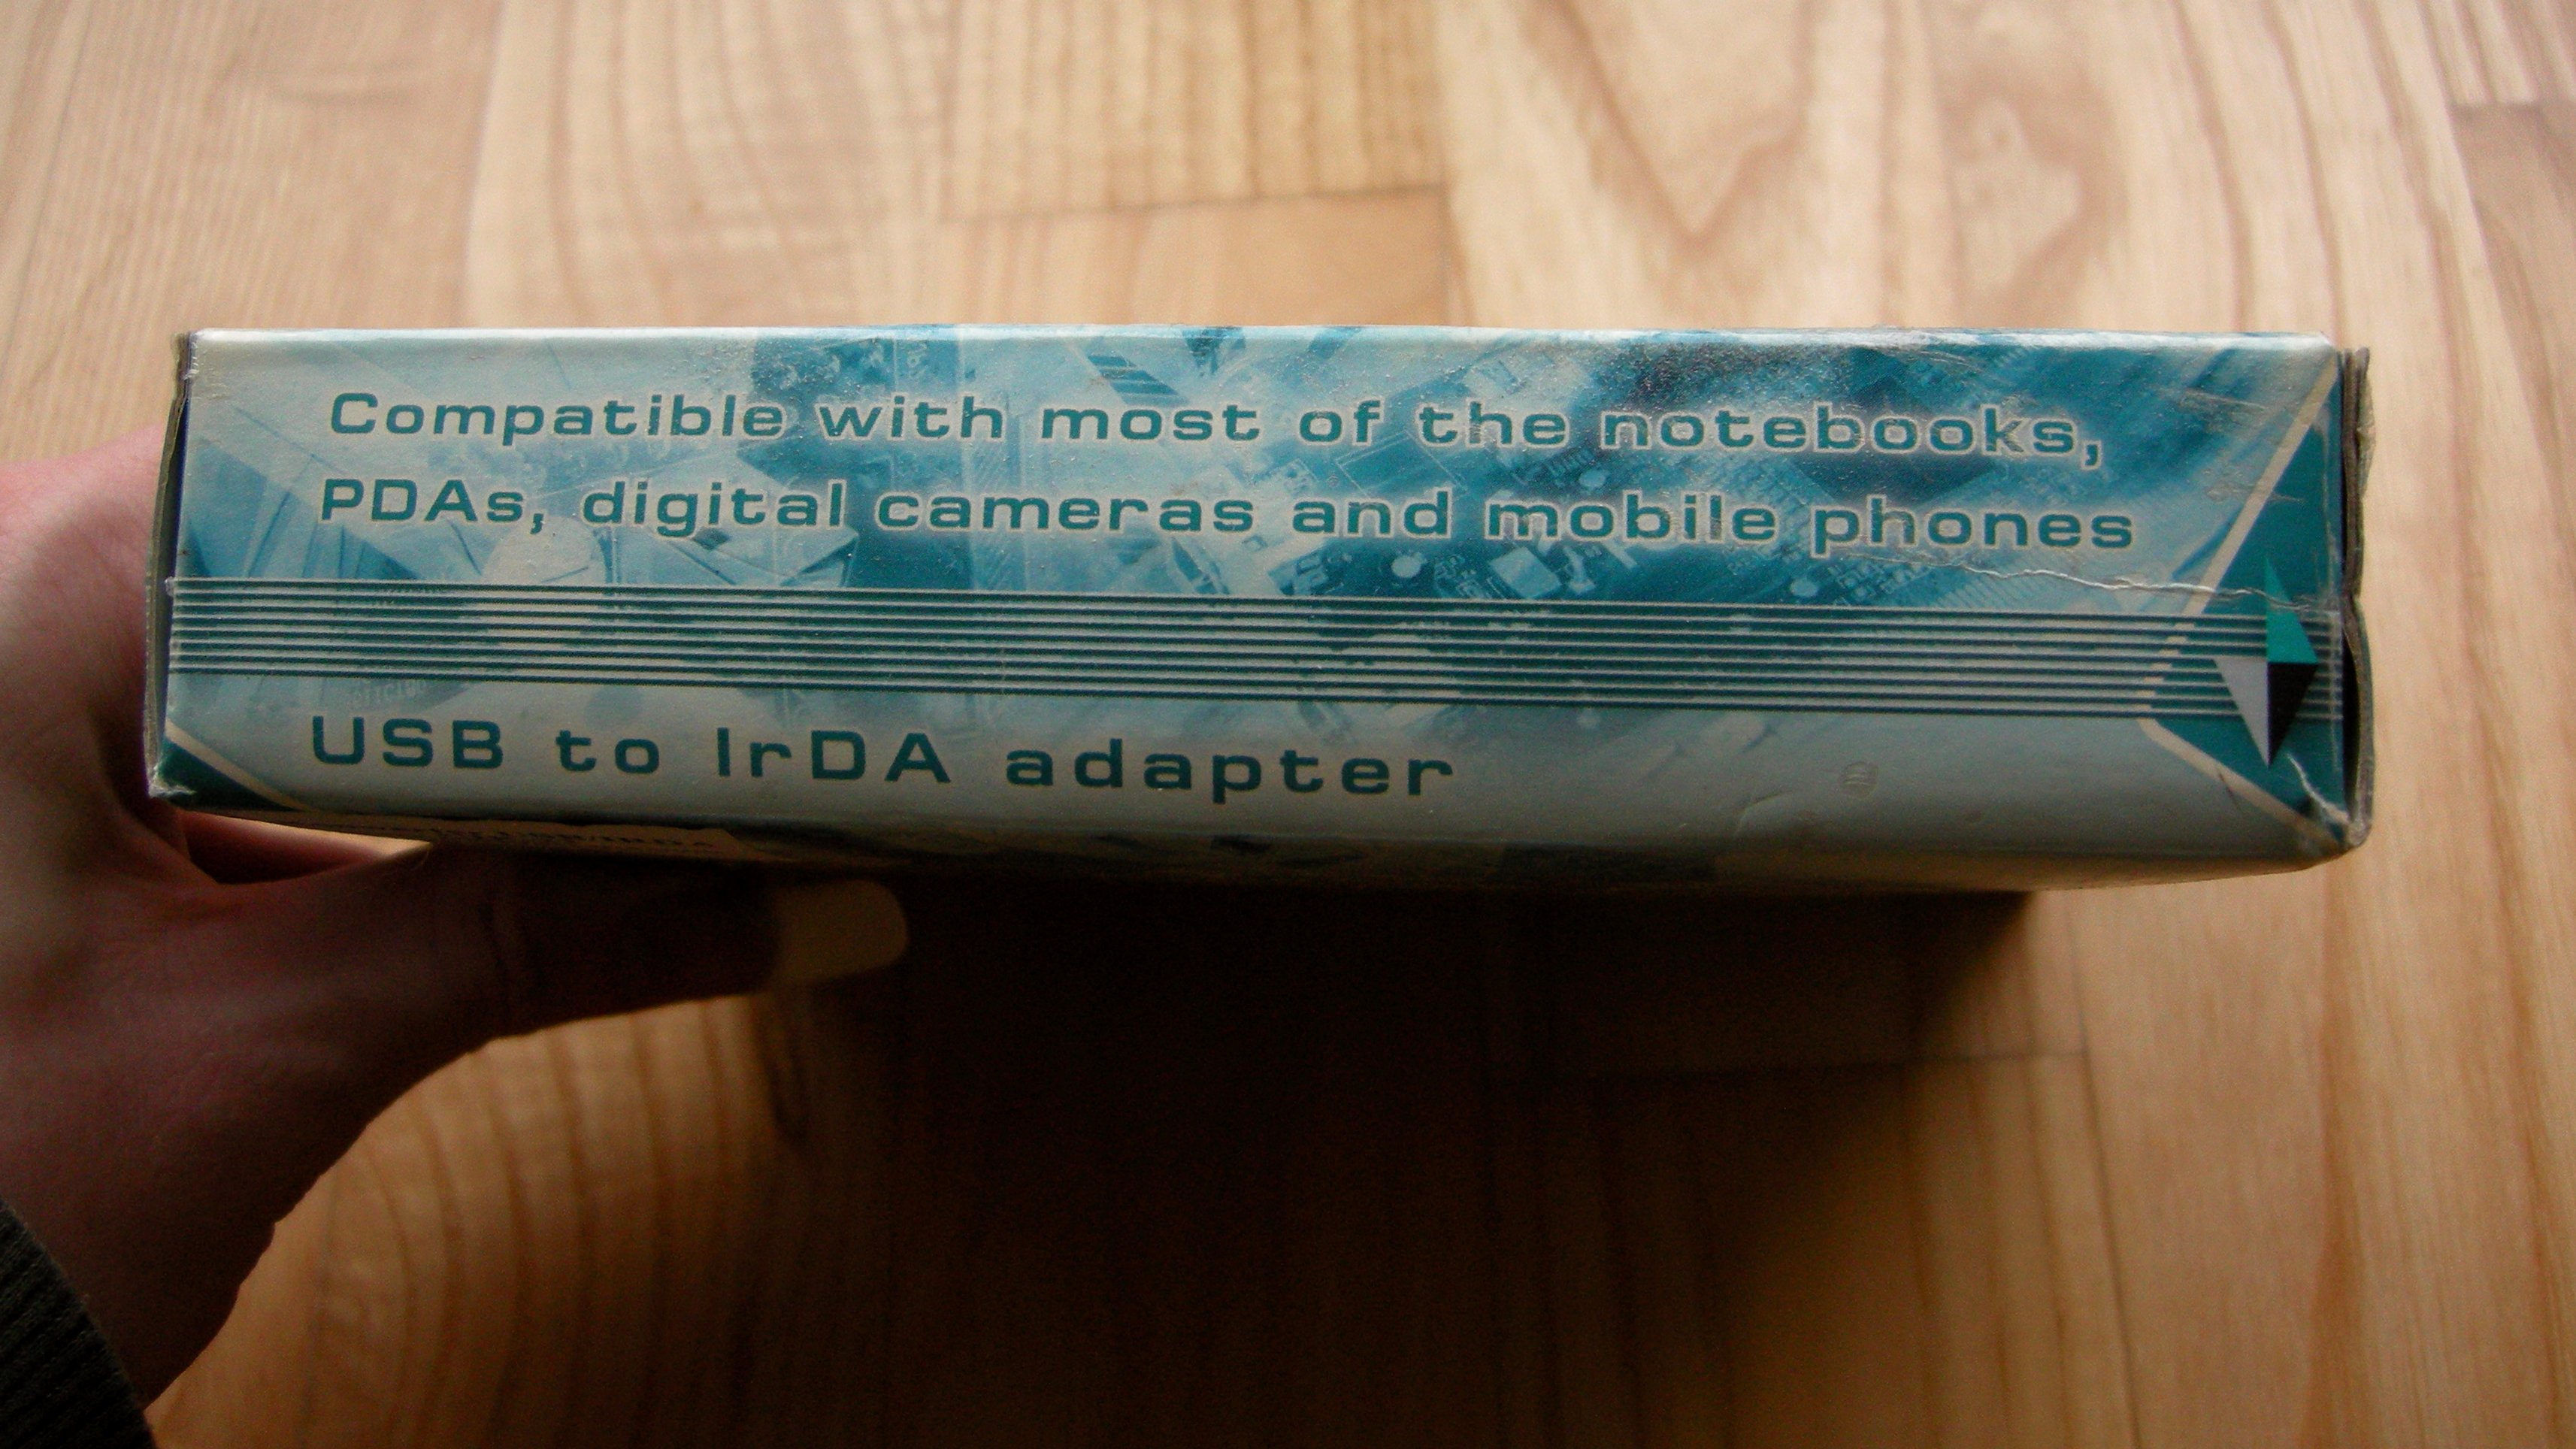 Compatible with most of the notebooks,
PDAs, digital cameras and mobile phones
USB to IrDA adapter